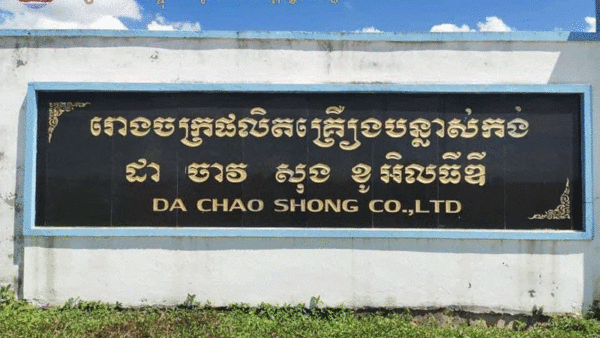 រោងចក្រផលិតគ្រឿងបន្លាស់កង់
ដា ចាវ សុង ខូ អិលធីឌី
DA CHAO SHONG CO.,LTD